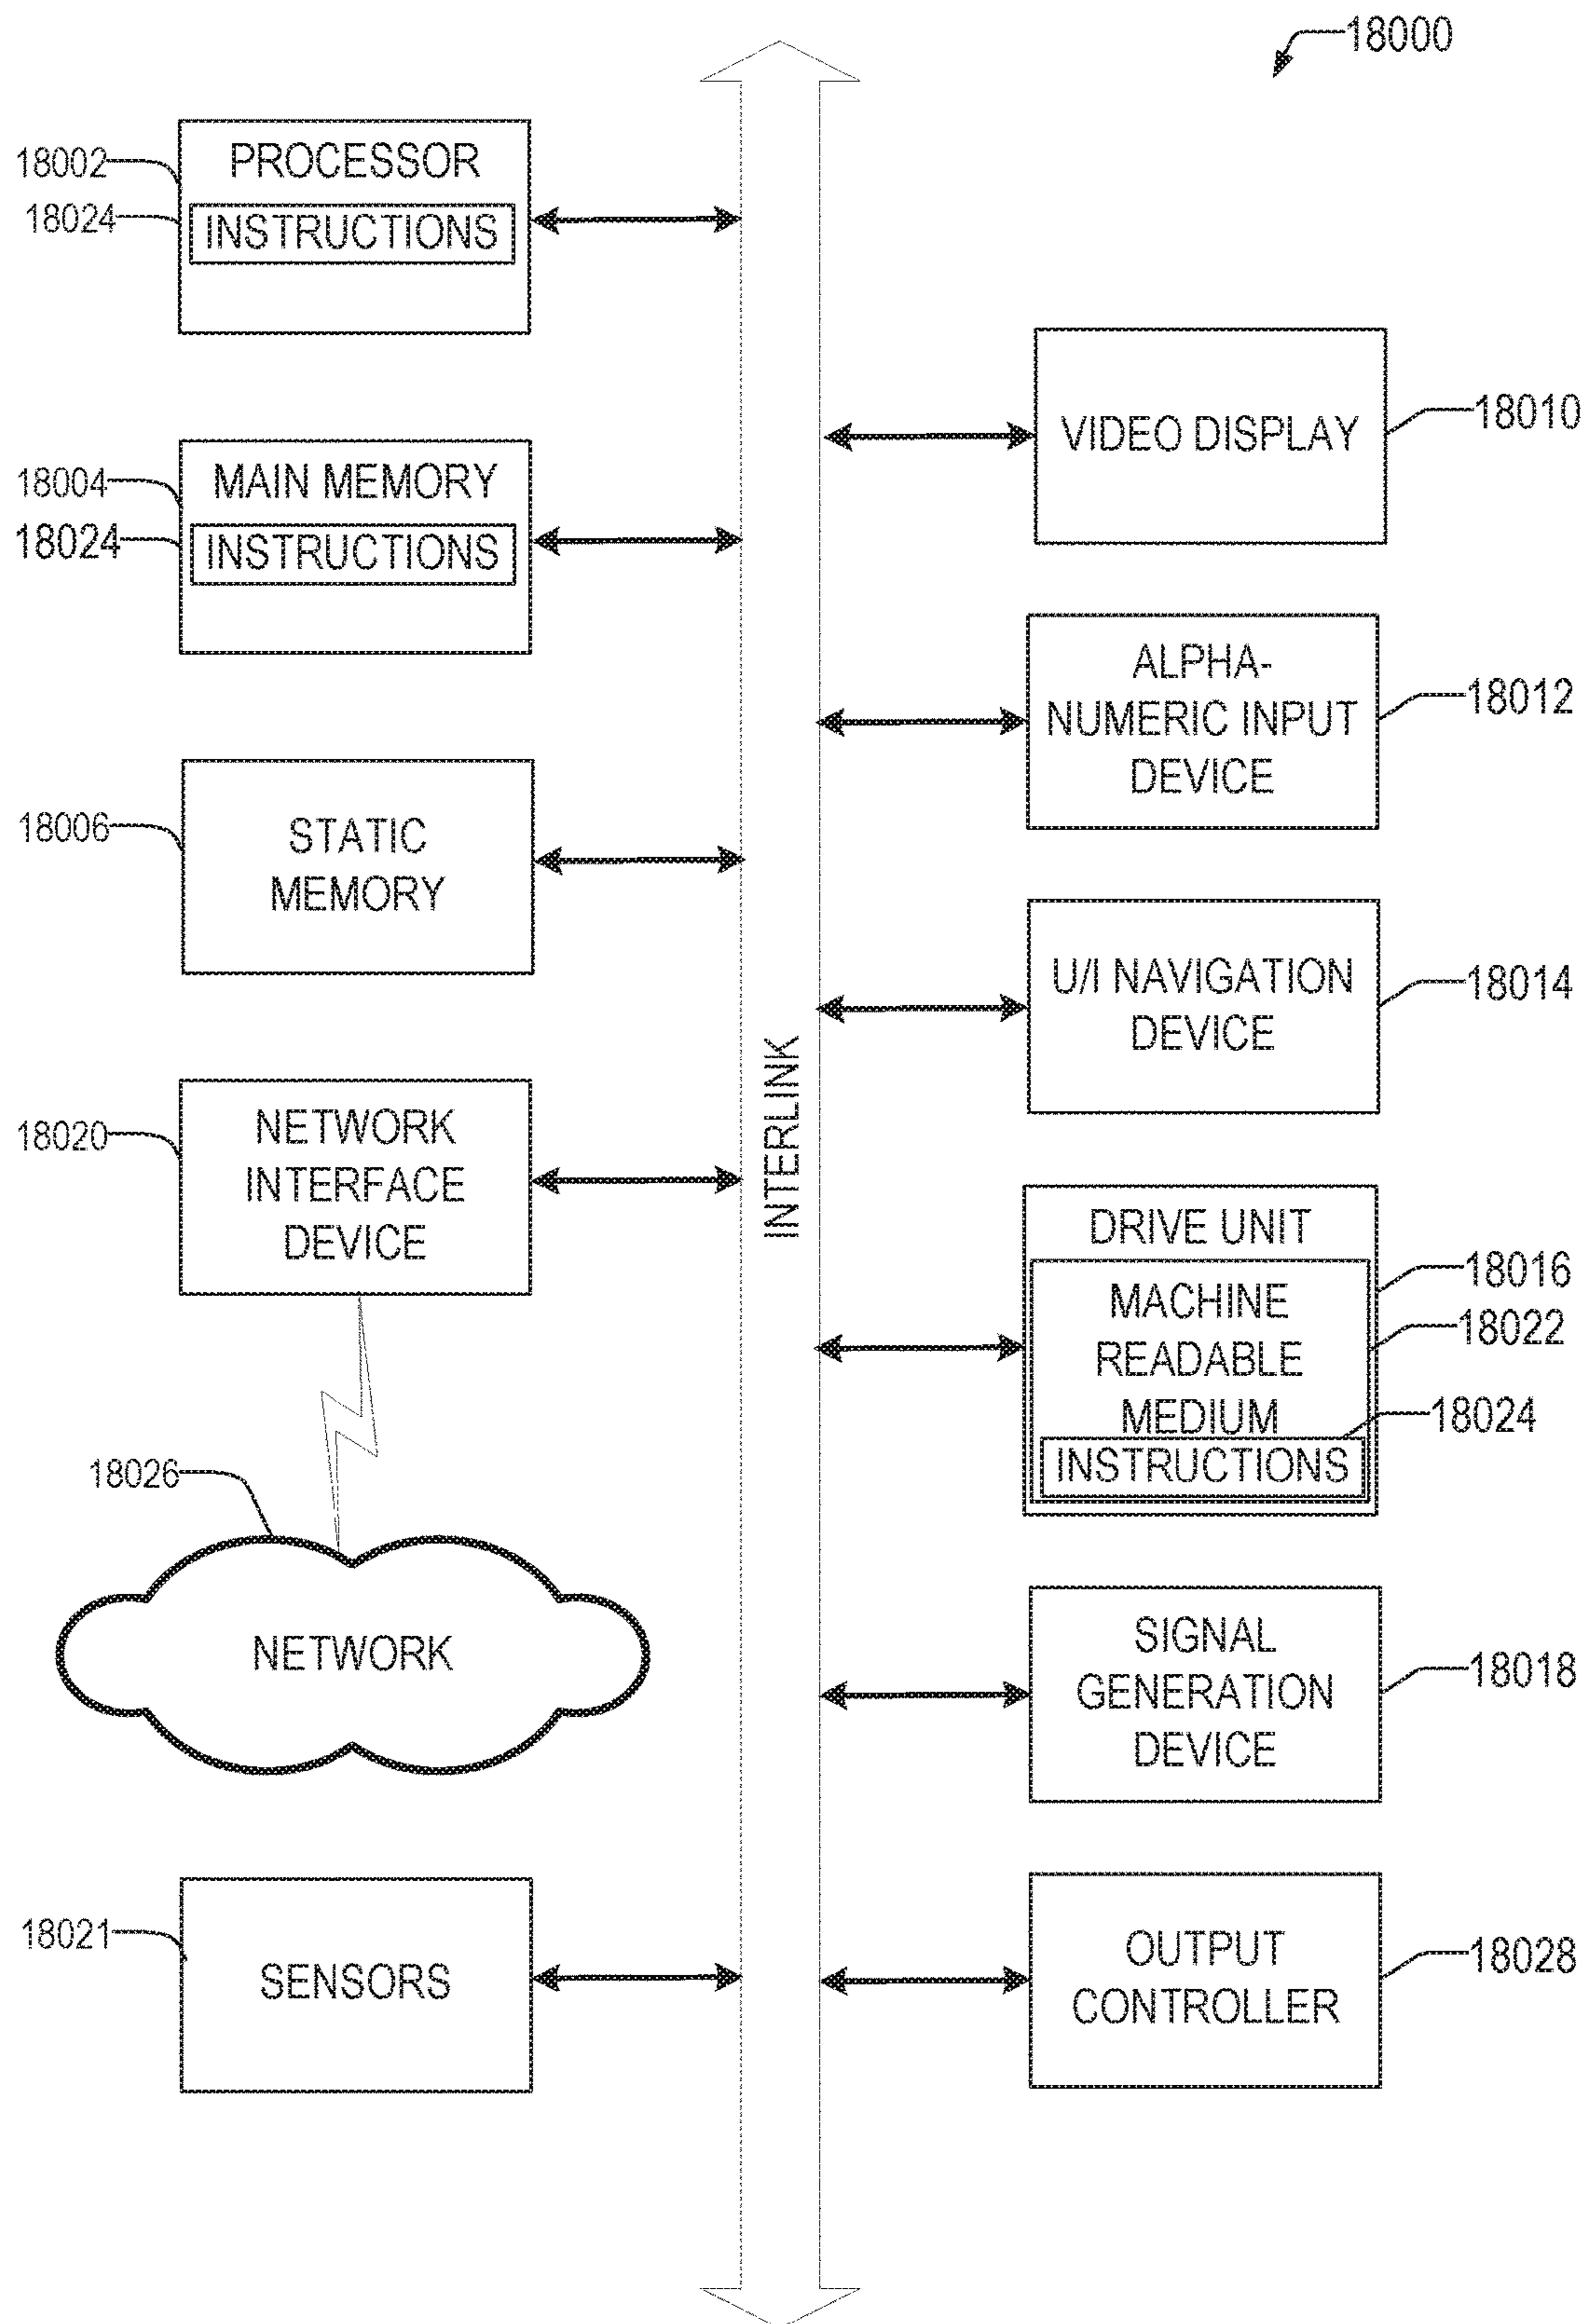 18000
18002
PROCESSOR
18024
INSTRUCTIONS
18004
MAIN MEMORY
18024
INSTRUCTIONS
18006
STATIC
MEMORY
18020
NETWORK
INTERFACE
DEVICE
18026
NETWORK
18021
SENSORS
INTERLINK
VIDEO DISPLAY
18010
ALPHA-
NUMERIC INPUT
DEVICE
18012
U/I NAVIGATION
DEVICE
18014
DRIVE UNIT
18016
MACHINE
READABLE
MEDIUM
18022
18024
INSTRUCTIONS
SIGNAL
GENERATION
DEVICE
18018
OUTPUT
CONTROLLER
18028